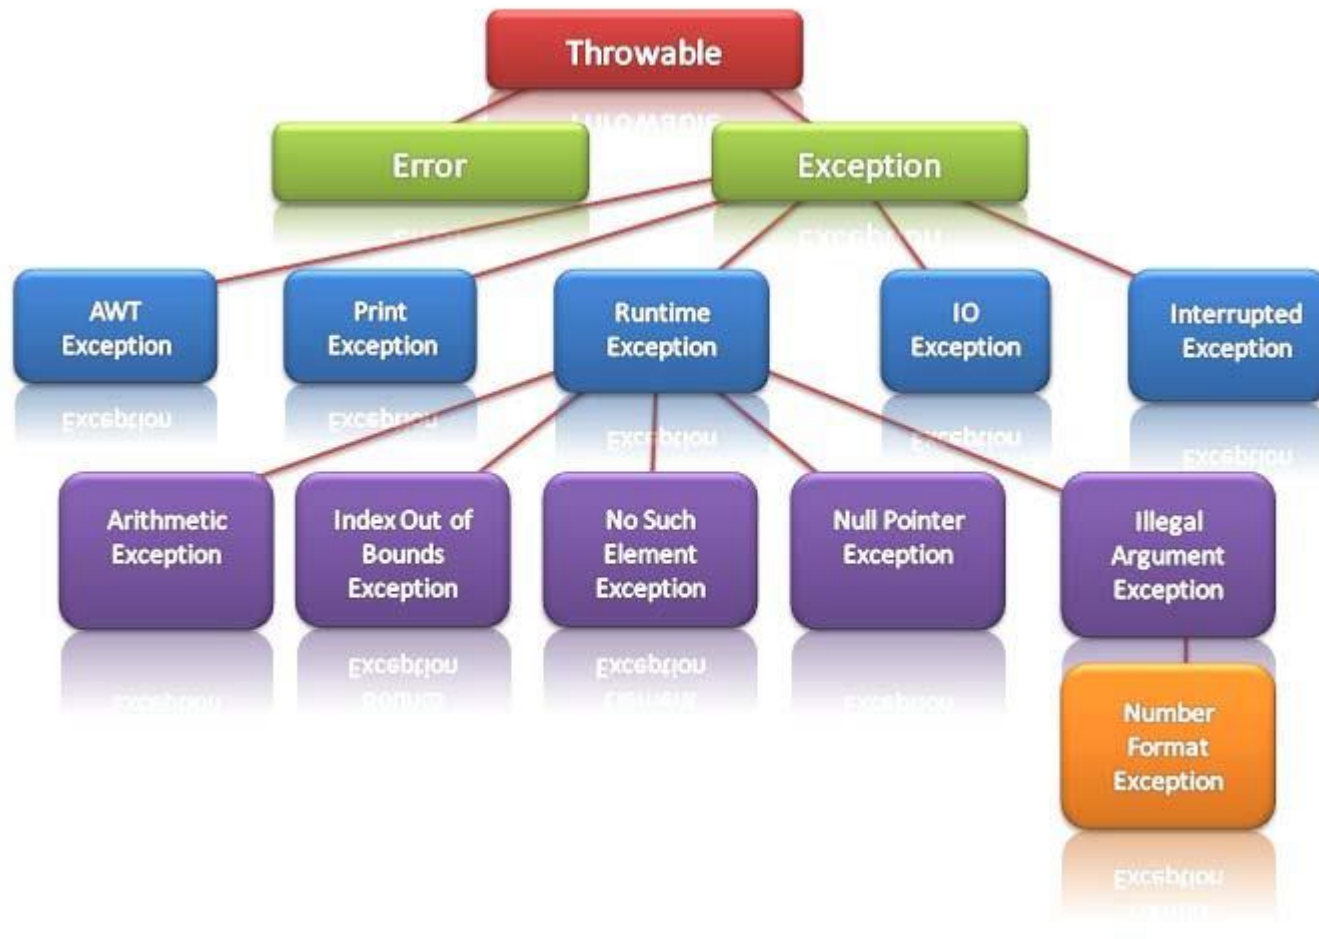 Throwable
Error
Exception
AWT
Exception
Print
Exception
Runtime
Exception
IO
Exception
Interrupted
Exception
Arithmetic
Exception
Index Out of
Bounds
Exception
No Such
Element
Exception
Null Pointer
Exception
Illegal
Argument
Exception
Number
Format
Exception